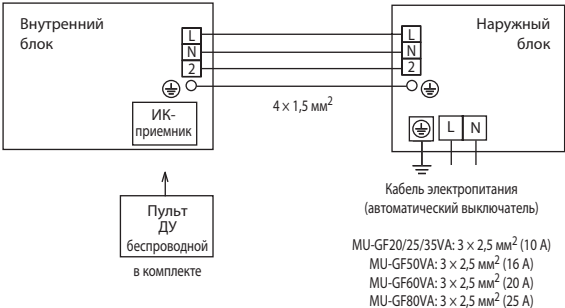 Внутренний
блок
L
N
2
ИК-
приемник
4 × 1,5 мм²
Наружный
блок
L
N
2
L N
Кабель электропитания
(автоматический выключатель)
Пульт
ДУ
беспроводной
в комплекте
MU-GF20/25/35VA: 3 × 2,5 мм² (10 А)
MU-GF50VA: 3 × 2,5 мм² (16 А)
MU-GF60VA: 3 × 2,5 мм² (20 А)
MU-GF80VA: 3 × 2,5 мм² (25 А)